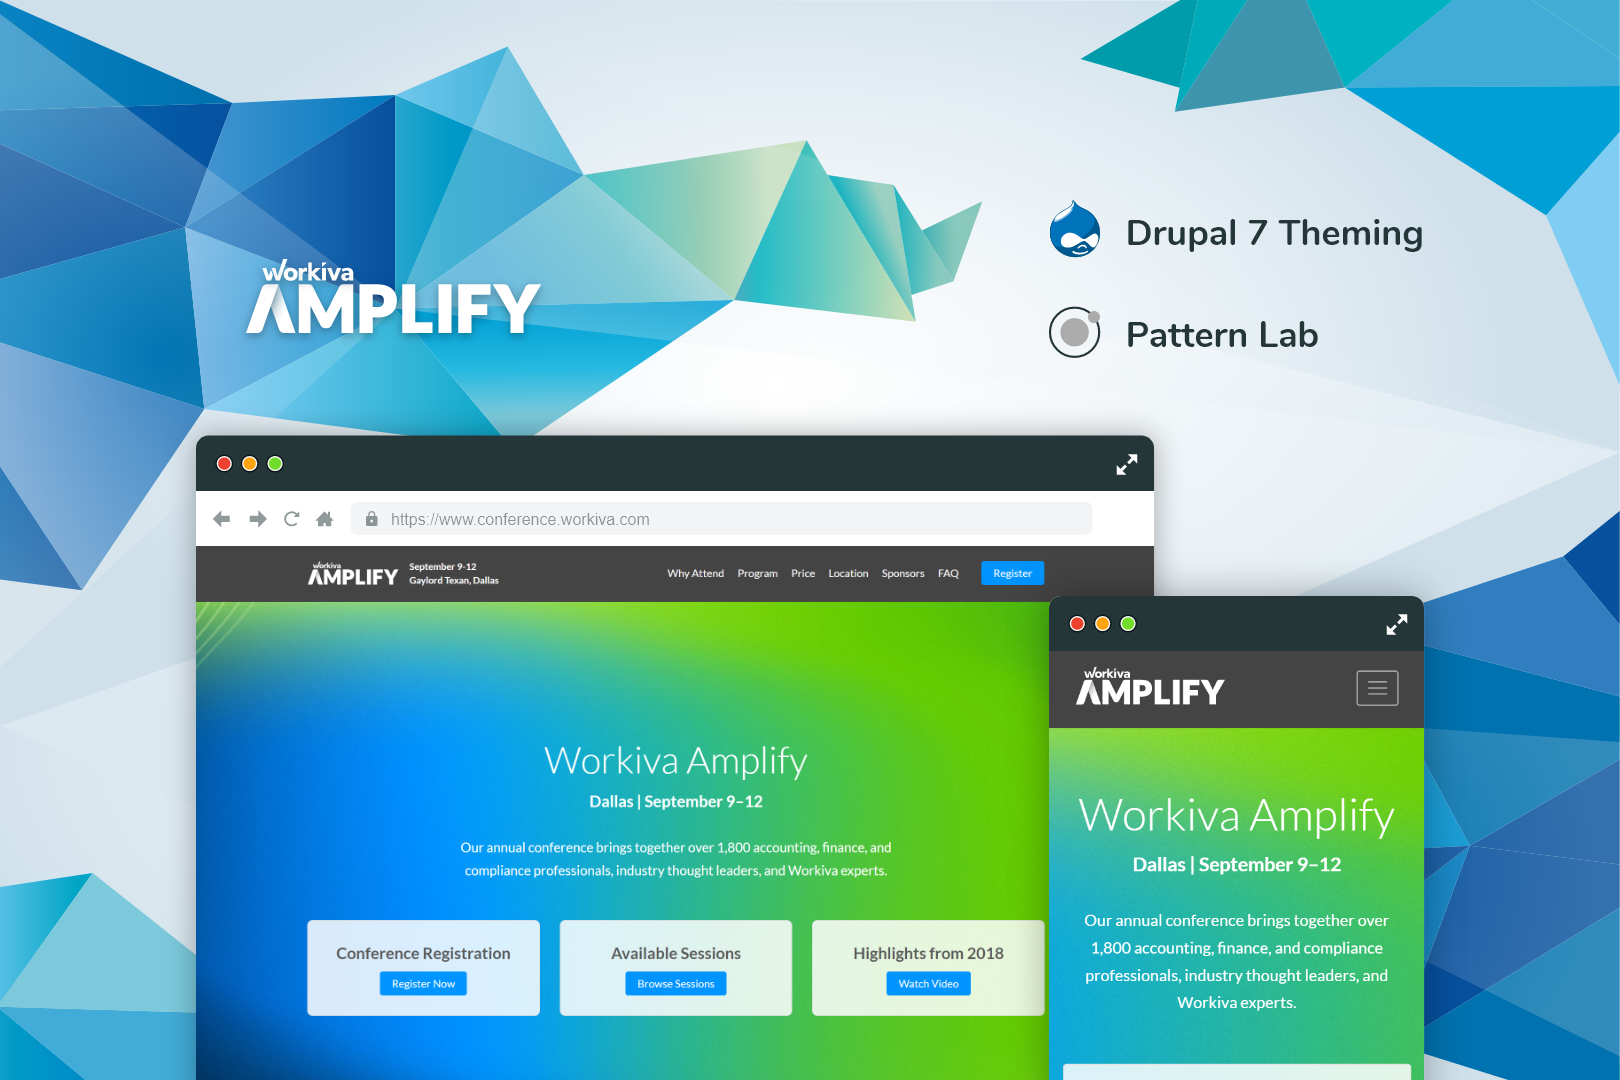 workiva
AMPLIFY
Drupal 7 Theming
Pattern Lab
https://www.conference.workiva.com
workiva
AMPLIFY
September 9-12
Gaylord Texan, Dallas
Why Attend
Program
Price
Location
Sponsors
FAQ
Register
Workiva Amplify
Dallas | September 9–12
Our annual conference brings together over 1,800 accounting, finance, and
compliance professionals, industry thought leaders, and Workiva experts.
Conference Registration
Register Now
Available Sessions
Browse Sessions
Highlights from 2018
Watch Video
workiva
AMPLIFY
Workiva Amplify
Dallas | September 9–12
Our annual conference brings together over
1,800 accounting, finance, and compliance
professionals, industry thought leaders, and
Workiva experts.